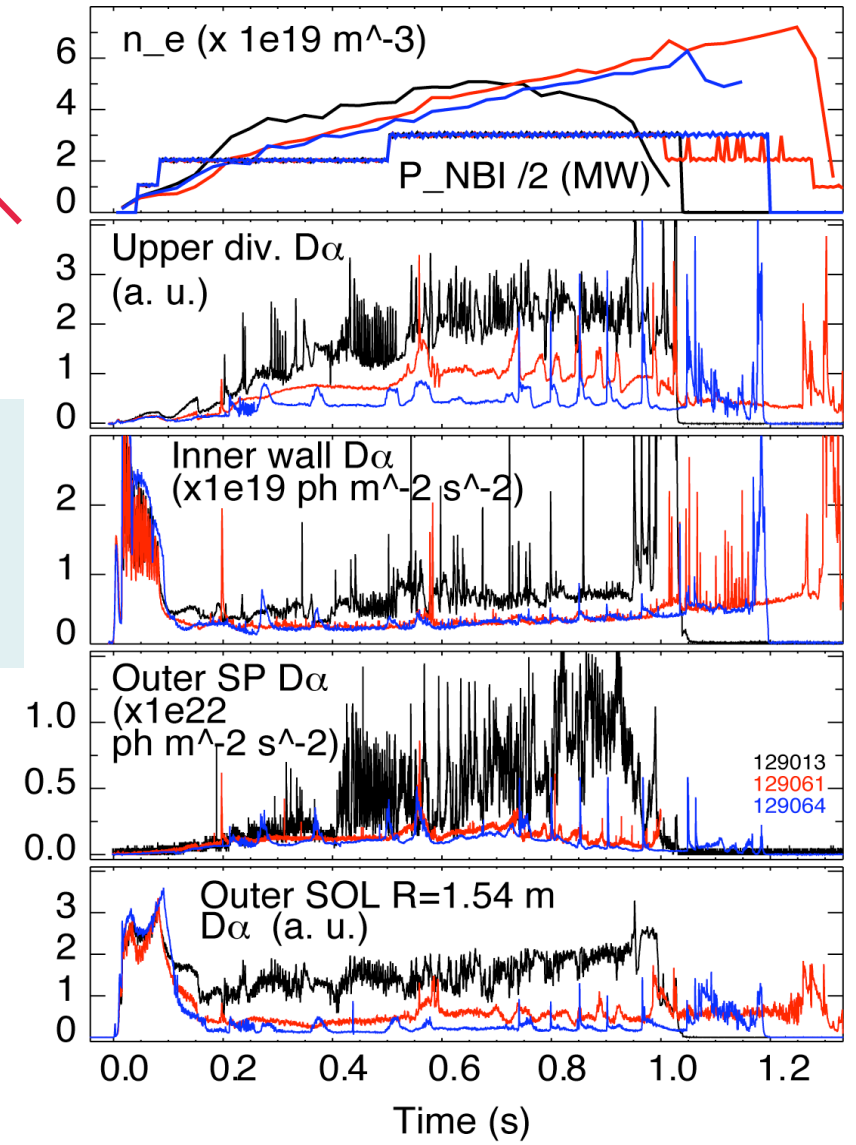 n_e (x 1e19 m^-3)
6
4
2
0
P_NBI /2 (MW)
Upper div. Dα
(a. u.)
3
2
1
0
Inner wall Dα
(x1e19 ph m^-2 s^-2)
2
1
0
Outer SP Dα
(x1e22
ph m^-2 s^-2)
1.0
0.5
0.0
129013
129061
129064
Outer SOL R=1.54 m
Dα (a. u.)
3
2
1
0
0.0 0.2 0.4 0.6 0.8 1.0 1.2
Time (s)